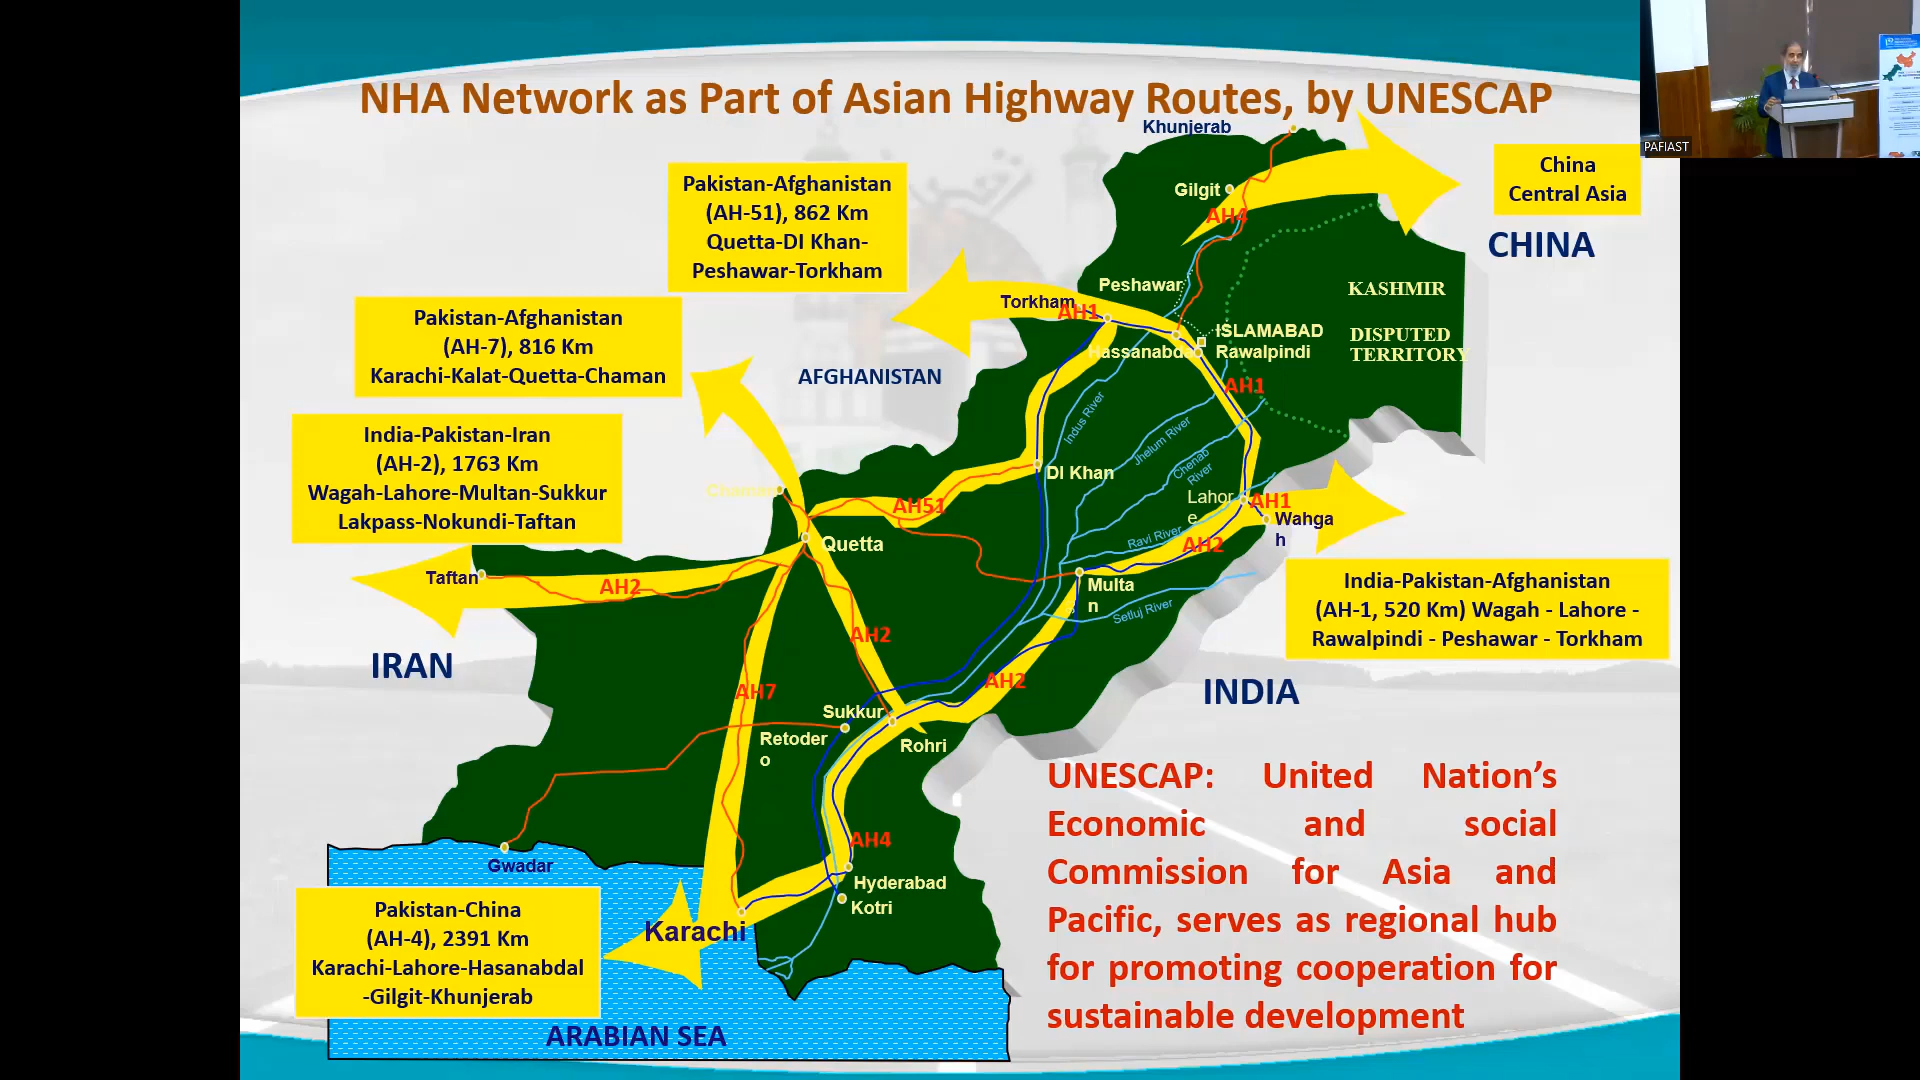 NHA Network as Part of Asian Highway Routes, by UNESCAP
PAFIAST
Khunjerab
China
Central Asia
CHINA
Pakistan-Afghanistan
(AH-51), 862 Km
Quetta-DI Khan-
Peshawar-Torkham
Gilgit
AH4
Peshawar
Torkham
AH1
KASHMIR
DISPUTED
TERRITORY
ISLAMABAD
Rawalpindi
Pakistan-Afghanistan
(AH-7), 816 Km
Karachi-Kalat-Quetta-Chaman
AFGHANISTAN
AH1
Indus River
Jhelum River
Chenab
River
India-Pakistan-Iran
(AH-2), 1763 Km
Wagah-Lahore-Multan-Sukkur
Lakpass-Nokundi-Taftan
DI Khan
AH51
Lahor
e
AH1
Wahga
h
Ravi River
AH2
Quetta
Taftan
AH2
Multa
n
Setluj River
India-Pakistan-Afghanistan
(AH-1, 520 Km) Wagah - Lahore -
Rawalpindi - Peshawar - Torkham
IRAN
AH2
AH7
AH2
INDIA
Sukkur
Retoder
o
Rohri
UNESCAP: United Nation’s
Economic and social
Commission for Asia and
Pacific, serves as regional hub
for promoting cooperation for
sustainable development
AH4
Gwadar
Hyderabad
Kotri
Karachi
Pakistan-China
(AH-4), 2391 Km
Karachi-Lahore-Hasanabdal
-Gilgit-Khunjerab
ARABIAN SEA